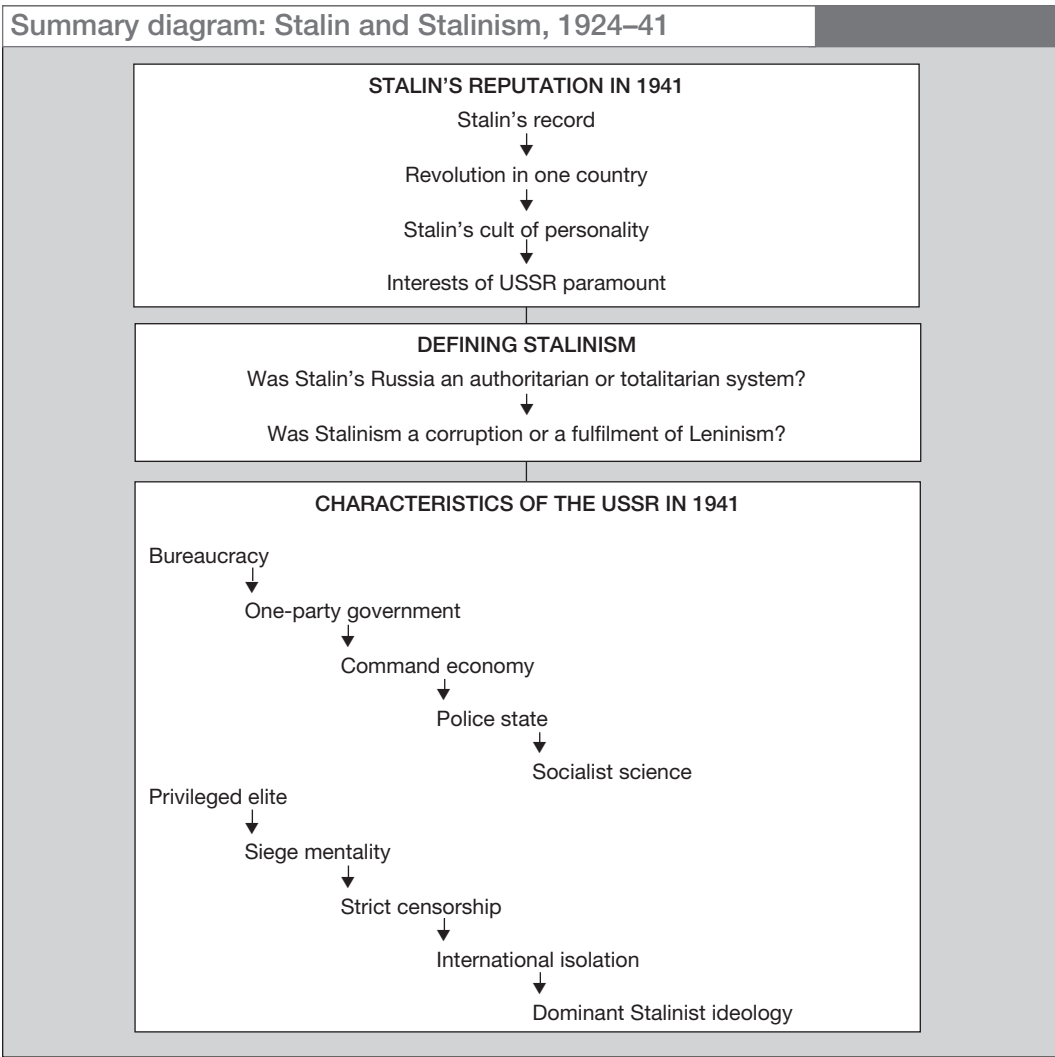 Summary diagram: Stalin and Stalinism, 1924–41
STALIN'S REPUTATION IN 1941
Stalin's record
Revolution in one country
Stalin's cult of personality
Interests of USSR paramount
DEFINING STALINISM
Was Stalin's Russia an authoritarian or totalitarian system?
Was Stalinism a corruption or a fulfilment of Leninism?
CHARACTERISTICS OF THE USSR IN 1941
Bureaucracy
One-party government
Command economy
Police state
Socialist science
Privileged elite
Siege mentality
Strict censorship
International isolation
Dominant Stalinist ideology